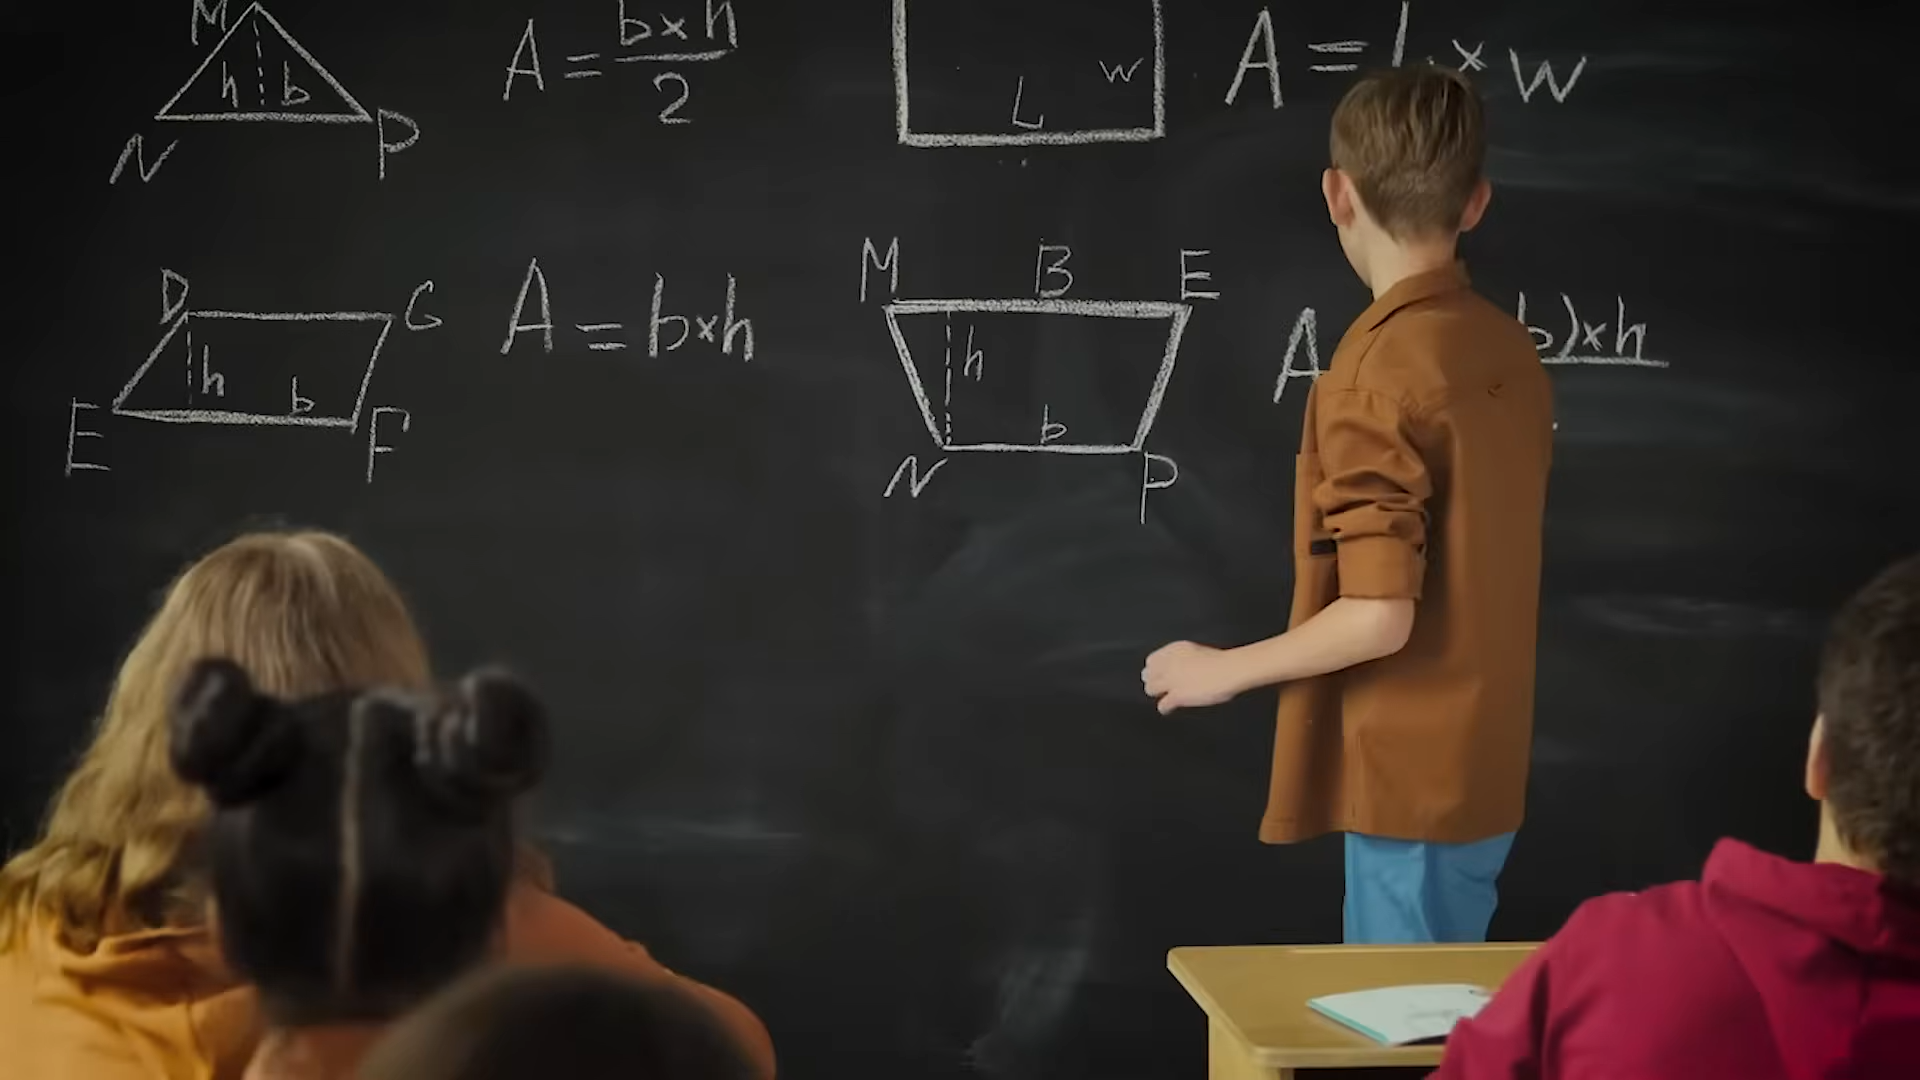 M
h b
N P
A = b×h
2
w
L
A = L × w
D G
h b
E F
A = b×h
M B E
h
b
N P
A b)×h